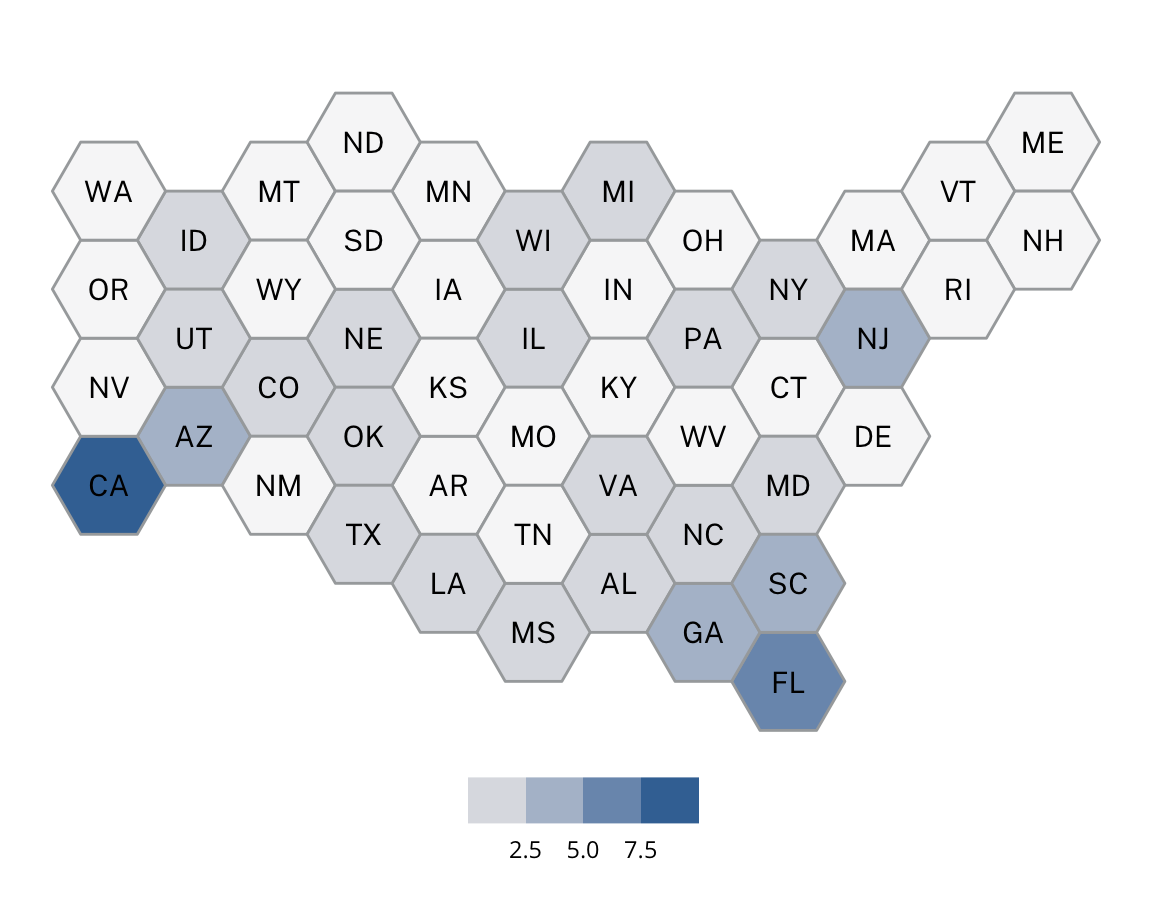 ME
ND
WA MT MN MI VT
ID SD WI OH MA NH
OR WY IA IN NY RI
UT NE IL PA NJ
NV CO KS KY CT
AZ OK MO WV DE
CA NM AR VA MD
TX TN NC
LA AL SC
MS GA
FL
2.5 5.0 7.5